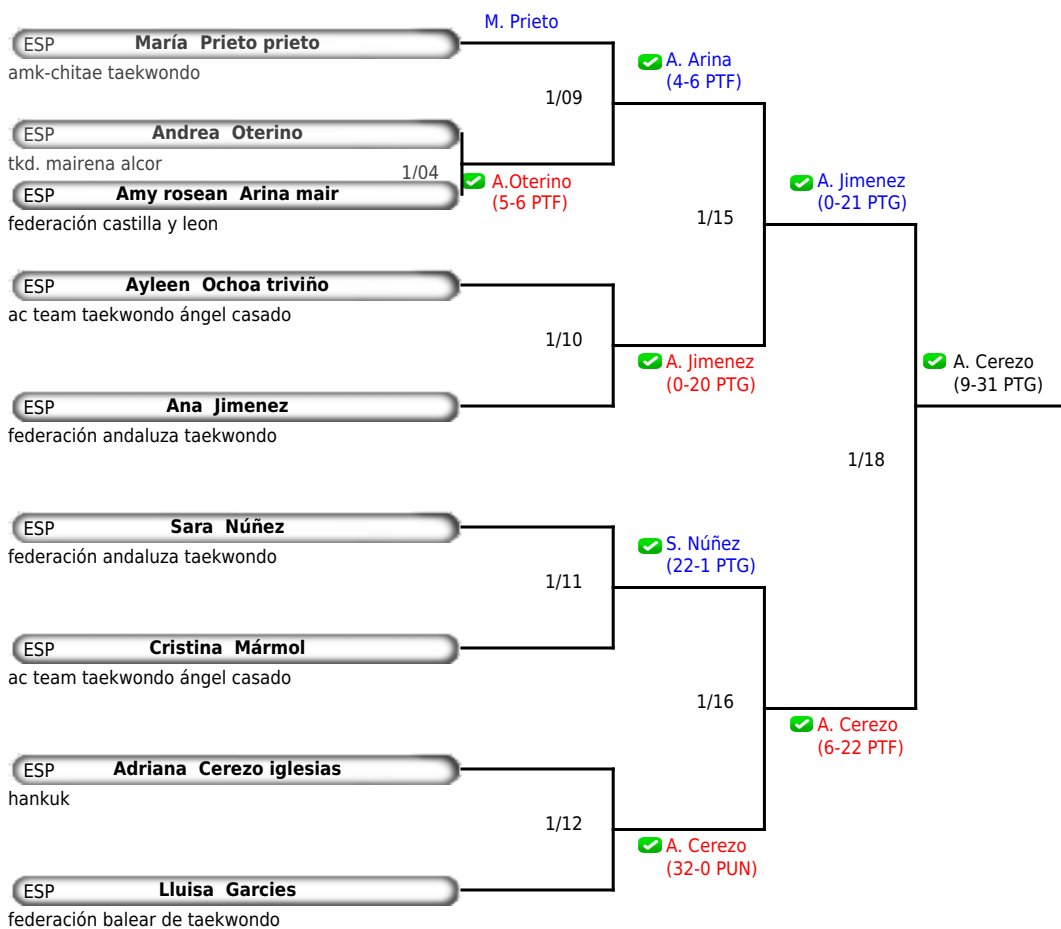 M. Prieto
ESP María Prieto prieto
amk-chitae taekwondo
A. Arina
(4-6 PTF)
1/09
ESP Andrea Oterino
tkd. mairena alcor
1/04
A.Oterino
(5-6 PTF)
ESP Amy rosean Arina mair
federación castilla y leon
A. Jimenez
(0-21 PTG)
1/15
ESP Ayleen Ochoa triviño
ac team taekwondo ángel casado
1/10
A. Jimenez
(0-20 PTG)
A. Cerezo
(9-31 PTG)
ESP Ana Jimenez
federación andaluza taekwondo
1/18
ESP Sara Núñez
federación andaluza taekwondo
S. Núñez
(22-1 PTG)
1/11
ESP Cristina Mármol
ac team taekwondo ángel casado
1/16
A. Cerezo
(6-22 PTF)
ESP Adriana Cerezo iglesias
hankuk
1/12
A. Cerezo
(32-0 PUN)
ESP Lluisa Garcies
federación balear de taekwondo